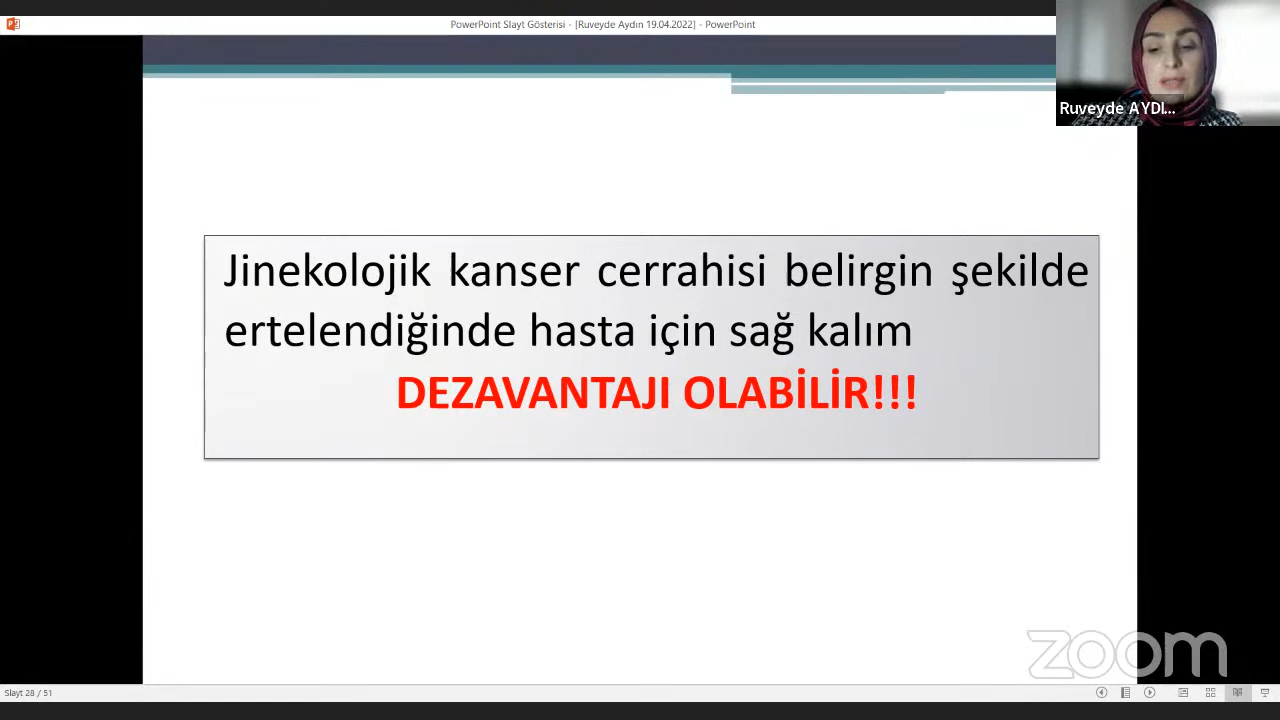 PowerPoint Slayt Gösterisi - [Ruveyde Aydın 19.04.2022] - PowerPoint
Ruveyde AYDI...
Jinekolojik kanser cerrahisi belirgin şekilde
ertelendiğinde hasta için sağ kalım
DEZAVANTAJI OLABİLİR!!!
zoom
Slayt 28 / 51